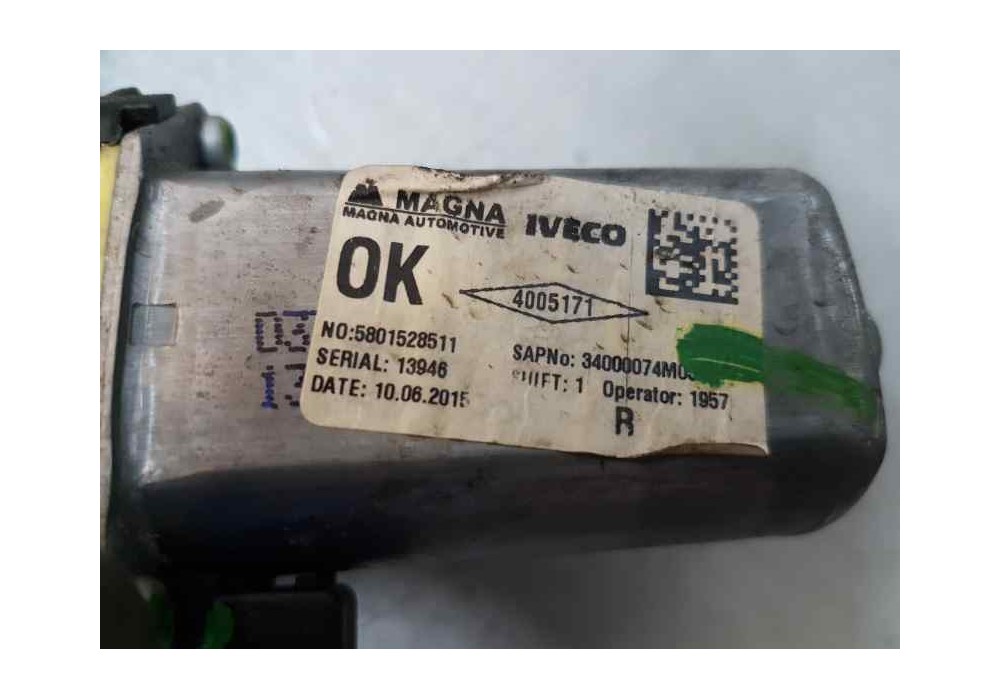 MAGNA
MAGNA AUTOMOTIVE
IVECO
OK
4005171
NO:5801528511
SERIAL: 13946
DATE: 10.06.2015
SAPNo: 34000074M0
SHIFT: 1 Operator: 1957
R